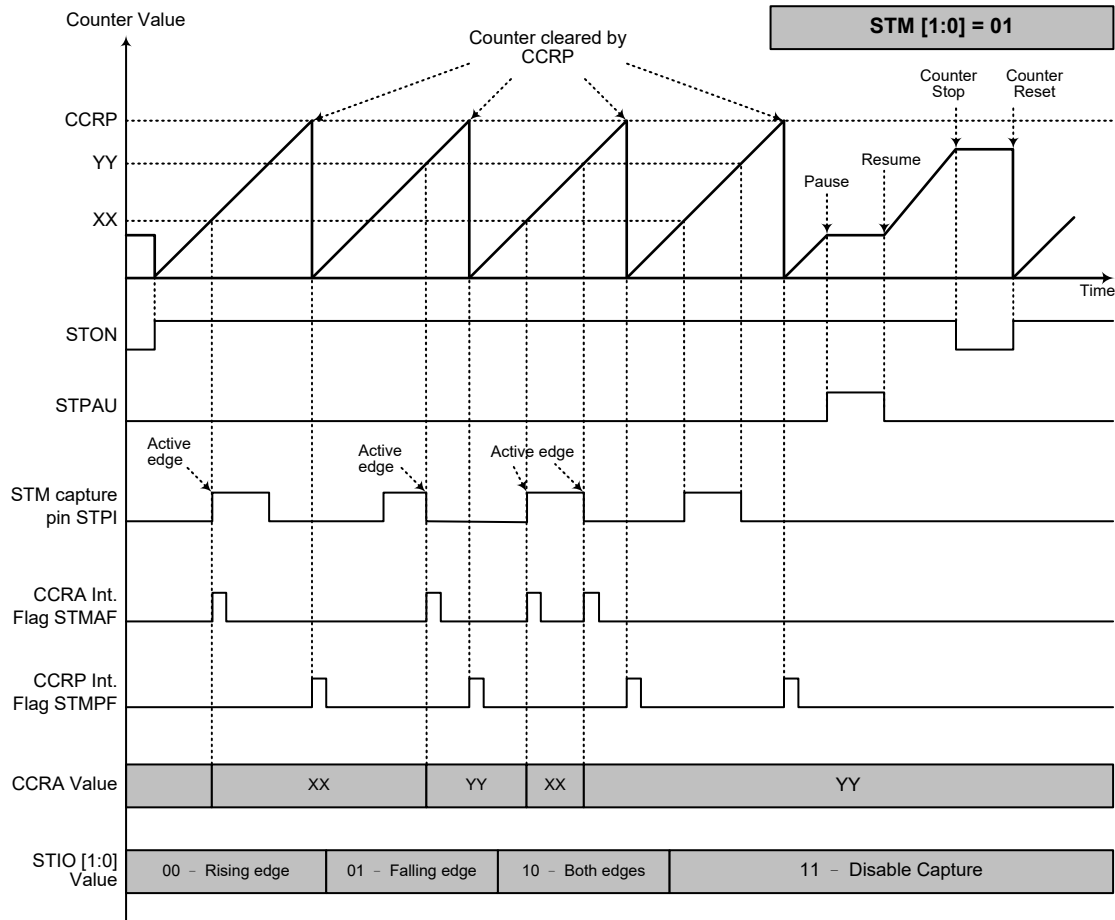 Counter Value
STM [1:0] = 01
Counter cleared by
CCRP
Counter
Stop
Counter
Reset
CCRP
YY
Resume
Pause
XX
Time
STON
STPAU
Active
edge
Active
edge
Active edge
STM capture
pin STPI
CCRA Int.
Flag STMAF
CCRP Int.
Flag STMPF
CCRA Value
XX
YY
XX
YY
STIO [1:0]
Value
00 - Rising edge
01 - Falling edge
10 - Both edges
11 - Disable Capture